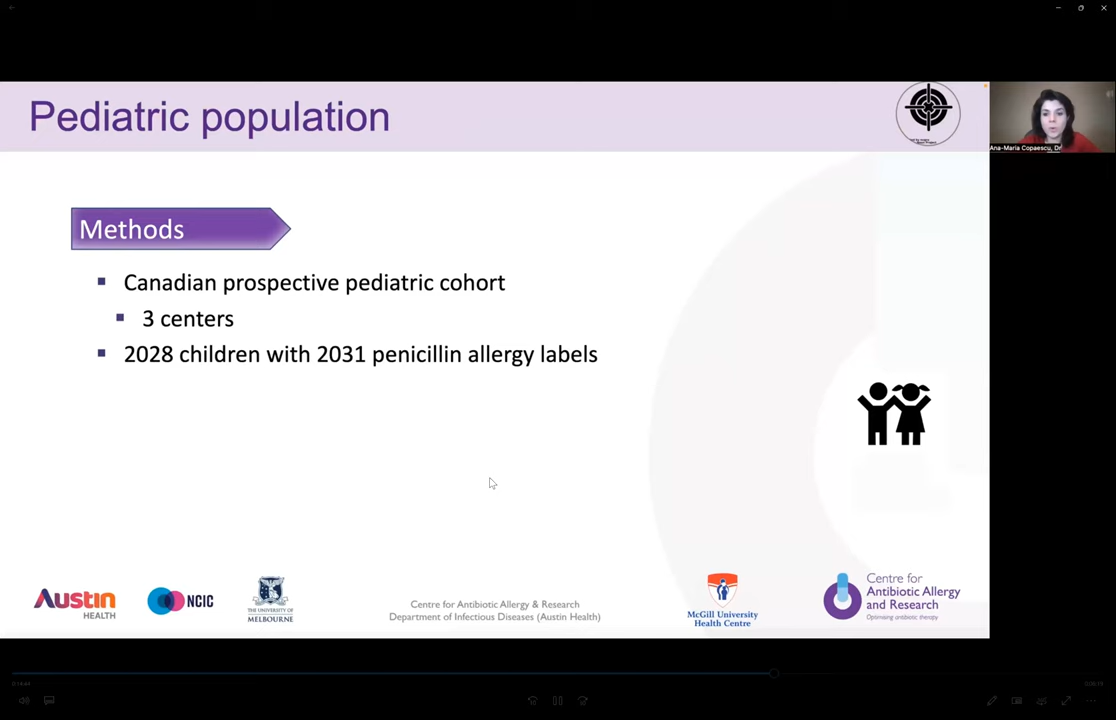 Pediatric population
Ana-Maria Copaescu, Dr
Methods
Canadian prospective pediatric cohort
3 centers
2028 children with 2031 penicillin allergy labels
Austin
HEALTH
NCIC
THE UNIVERSITY OF
MELBOURNE
Centre for Antibiotic Allergy & Research
Department of Infectious Diseases (Austin Health)
McGill University
Health Centre
Centre for
Antibiotic Allergy
and Research
Optimising antibiotic therapy